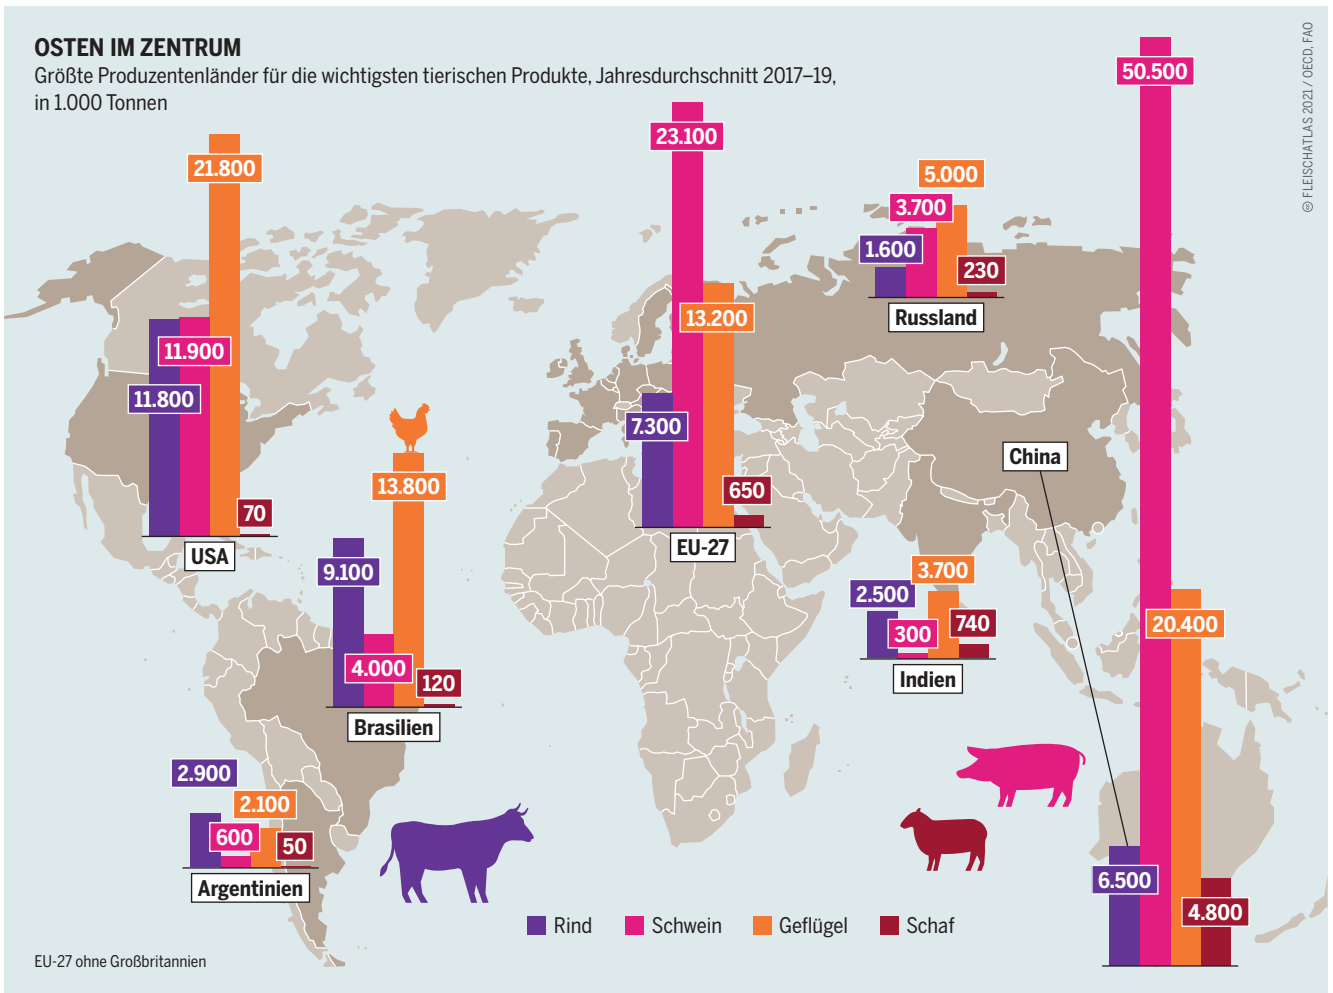 OSTEN IM ZENTRUM
Größte Produzentenländer für die wichtigsten tierischen Produkte, Jahresdurchschnitt 2017–19,
in 1.000 Tonnen
21.800
11.900
11.800
70
USA
13.800
9.100
4.000
120
Brasilien
2.900
2.100
600
50
Argentinien
23.100
13.200
7.300
650
EU-27
5.000
3.700
1.600
230
Russland
3.700
2.500
300
740
Indien
China
50.500
20.400
6.500
4.800
Rind
Schwein
Geflügel
Schaf
EU-27 ohne Großbritannien
© FLEISCHATLAS 2021 / OECD, FAO